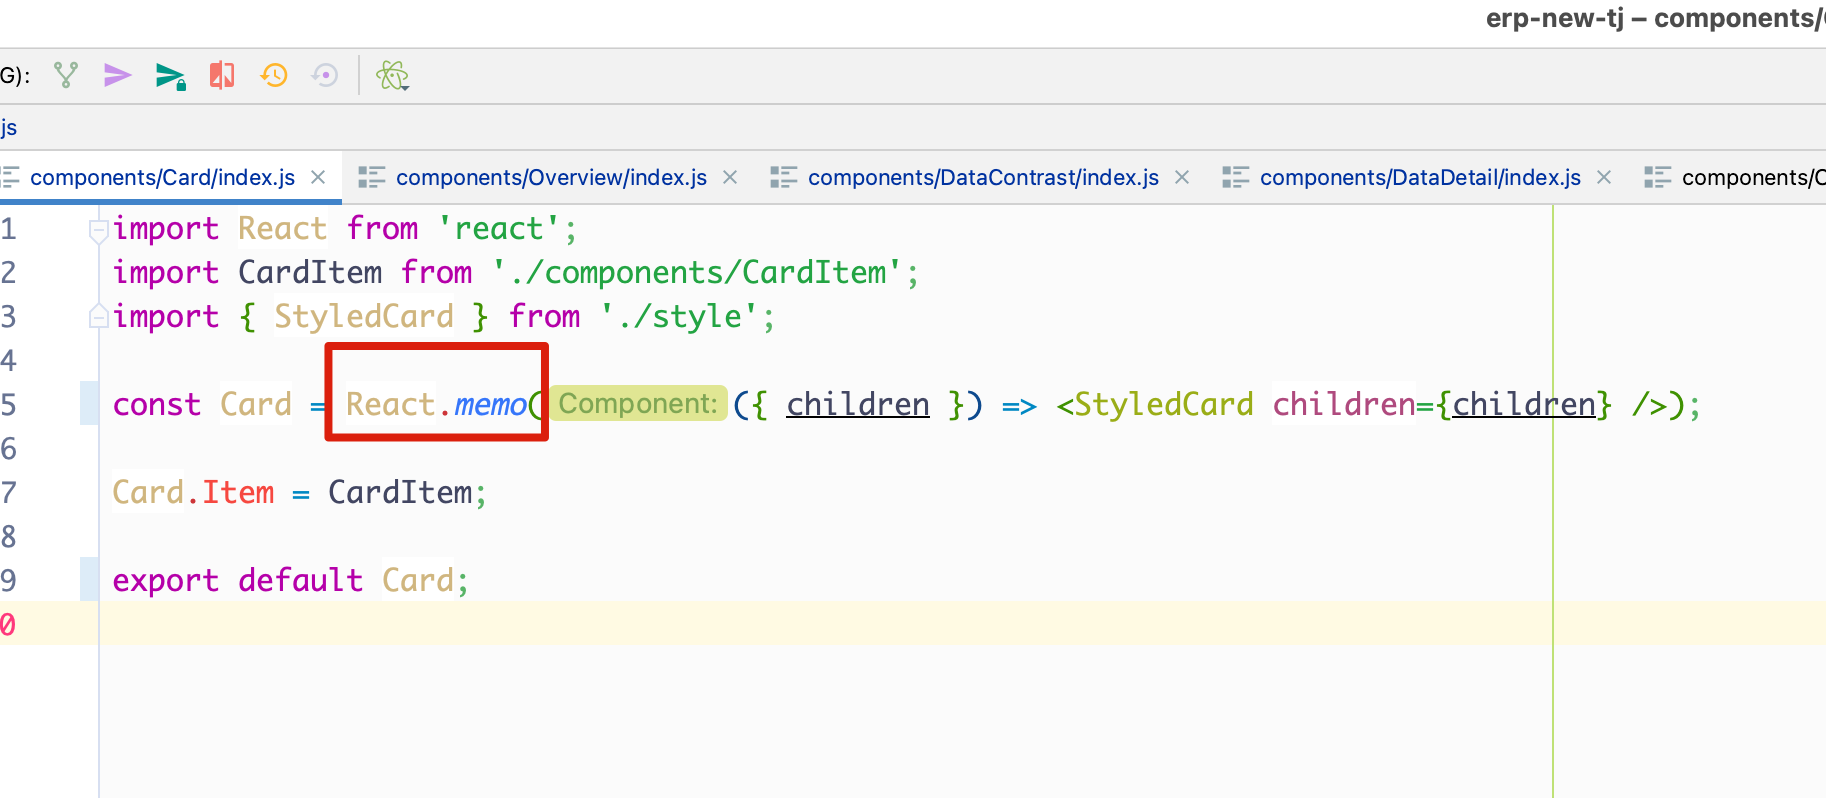 erp-new-tj – components/
G):
js
components/Card/index.js components/Overview/index.js components/DataContrast/index.js components/DataDetail/index.js components/
1 import React from 'react';
2 import CardItem from './components/CardItem';
3 import { StyledCard } from './style';
4
5 const Card = React.memo( Component: ({ children }) => <StyledCard children={children} />);
6
7 Card.Item = CardItem;
8
9 export default Card;
0